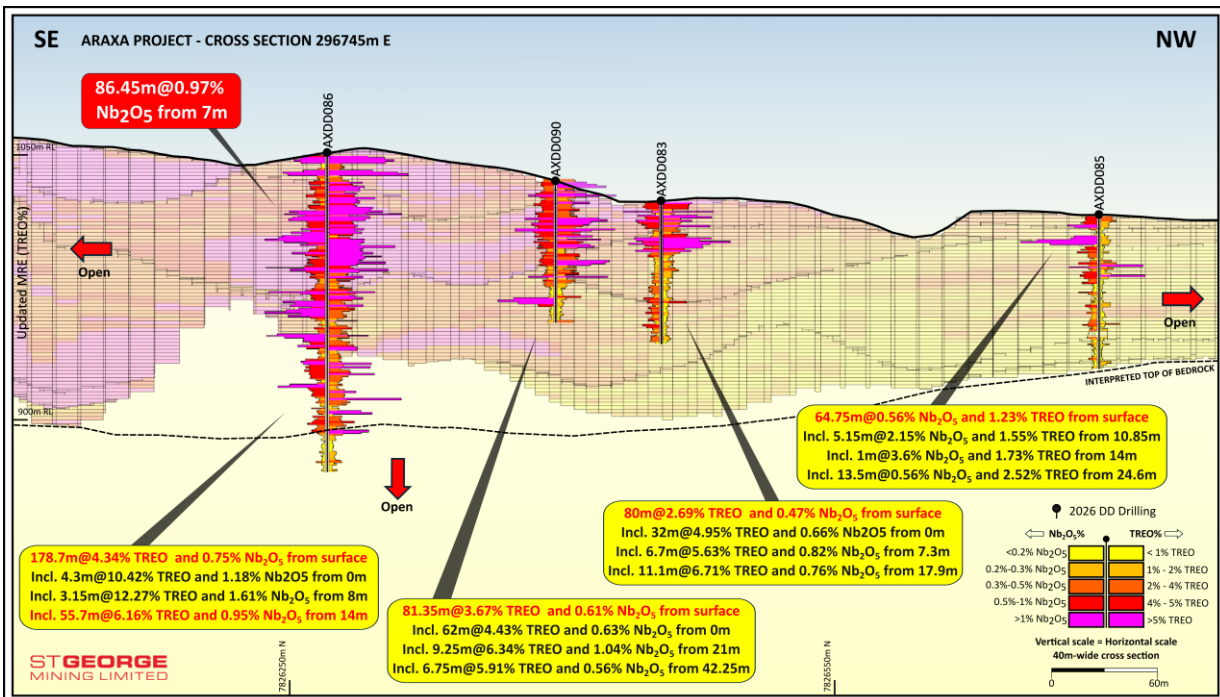 SE
ARAXA PROJECT - CROSS SECTION 296745m E
NW
86.45m@0.97%
Nb₂O₅ from 7m
AXDD086
AXDD090
AXDD083
AXDD085
1050m RL
Updated MRE (TREO%)
Open
Open
INTERPRETED TOP OF BEDROCK
900m RL
Open
64.75m@0.56% Nb₂O₅ and 1.23% TREO from surface
Incl. 5.15m@2.15% Nb₂O₅ and 1.55% TREO from 10.85m
Incl. 1m@3.6% Nb₂O₅ and 1.73% TREO from 14m
Incl. 13.5m@0.56% Nb₂O₅ and 2.52% TREO from 24.6m
80m@2.69% TREO and 0.47% Nb₂O₅ from surface
Incl. 32m@4.95% TREO and 0.66% Nb2O5 from 0m
Incl. 6.7m@5.63% TREO and 0.82% Nb₂O₅ from 7.3m
Incl. 11.1m@6.71% TREO and 0.76% Nb₂O₅ from 17.9m
178.7m@4.34% TREO and 0.75% Nb₂O₅ from surface
Incl. 4.3m@10.42% TREO and 1.18% Nb2O5 from 0m
Incl. 3.15m@12.27% TREO and 1.61% Nb₂O₅ from 8m
Incl. 55.7m@6.16% TREO and 0.95% Nb₂O₅ from 14m
81.35m@3.67% TREO and 0.61% Nb₂O₅ from surface
Incl. 62m@4.43% TREO and 0.63% Nb₂O₅ from 0m
Incl. 9.25m@6.34% TREO and 1.04% Nb₂O₅ from 21m
Incl. 6.75m@5.91% TREO and 0.56% Nb₂O₅ from 42.25m
2026 DD Drilling
Nb₂O₅% TREO%
<0.2% Nb₂O₅ < 1% TREO
0.2%-0.3% Nb₂O₅ 1% - 2% TREO
0.3%-0.5% Nb₂O₅ 2% - 4% TREO
0.5%-1% Nb₂O₅ 4% - 5% TREO
>1% Nb₂O₅ >5% TREO
Vertical scale = Horizontal scale
40m-wide cross section
0 60m
7826250m N
7826550m N
STGEORGE
MINING LIMITED